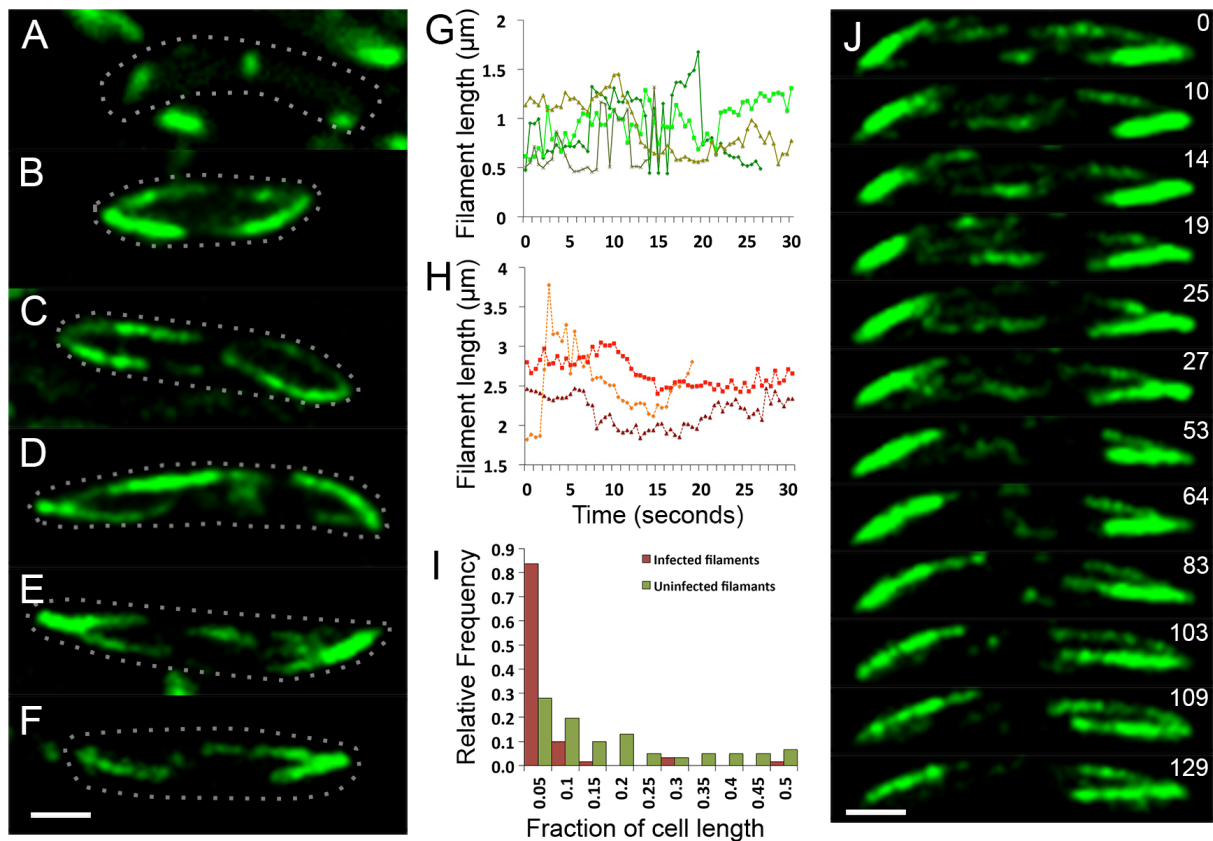 A
B
C
D
E
F
G
Filament length (µm)
2
1.5
1
0.5
0
0 5 10 15 20 25 30
H
Filament length (µm)
4
3.5
3
2.5
2
1.5
0 5 10 15 20 25 30
Time (seconds)
I
Relative Frequency
0.9
0.8
0.7
0.6
0.5
0.4
0.3
0.2
0.1
0.0
Infected filaments
Uninfected filamants
0.05 0.1 0.15 0.2 0.25 0.3 0.35 0.4 0.45 0.5
Fraction of cell length
J
0
10
14
19
25
27
53
64
83
103
109
129